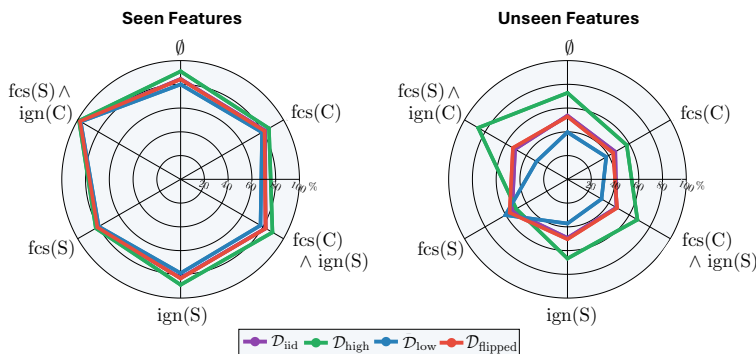 Seen Features
Unseen Features
∅
fcs(S) ∧
ign(C)
fcs(C)
20 40 60 80 100 %
fcs(S)
fcs(C)
∧ ign(S)
ign(S)
∅
fcs(S) ∧
ign(C)
fcs(C)
20 40 60 80 100 %
fcs(S)
fcs(C)
∧ ign(S)
ign(S)
𝒟iid 𝒟high 𝒟low 𝒟flipped